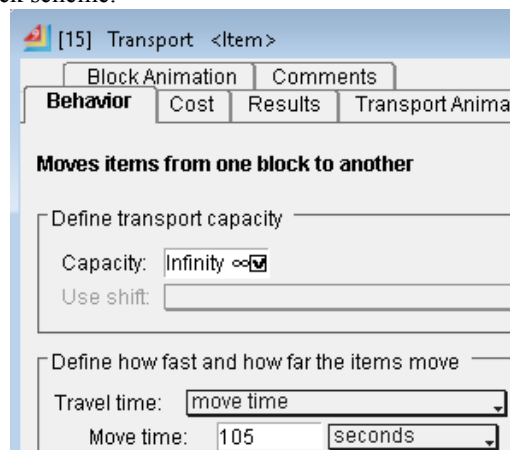 ck scheme.
[15] Transport <Item>
Block Animation Comments
Behavior Cost Results Transport Anima
Moves items from one block to another
Define transport capacity
Capacity: Infinity ∞
Use shift:
Define how fast and how far the items move
Travel time: move time
Move time: 105 seconds